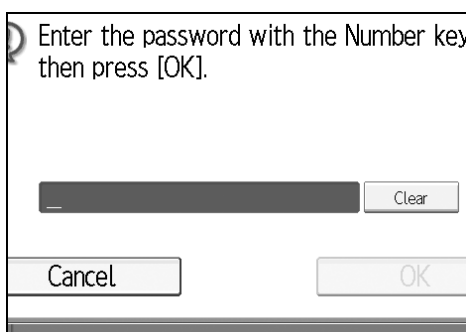 Enter the password with the Number key
then press [OK].
_
Clear
Cancel
OK